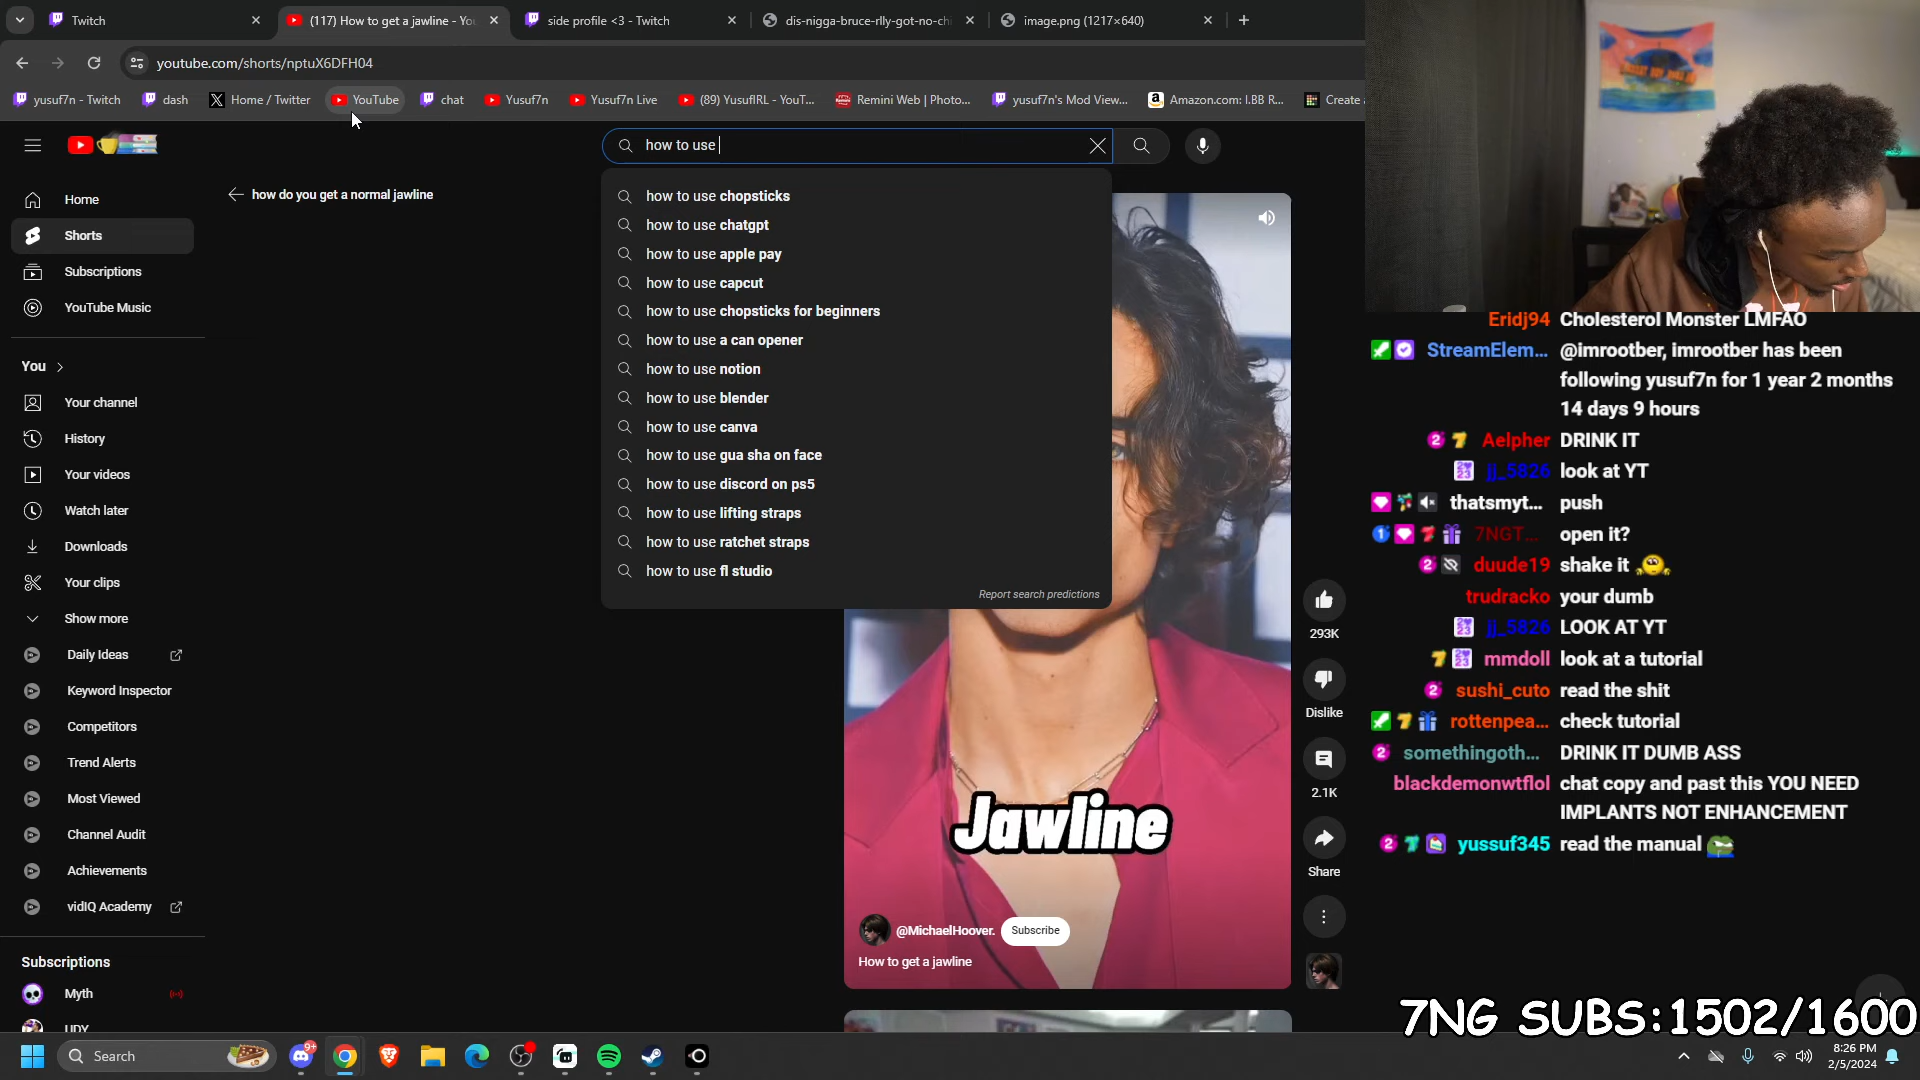 Twitch
(117) How to get a jawline - You
side profile <3 - Twitch
image.png (1217×640)
youtube.com/shorts/nptuX6DFH04
yusuf7n - Twitch
dash
Home / Twitter
YouTube
chat
Yusuf7n
Yusuf7n Live
(89) YusufIRL - YouT...
Remini Web | Photo...
yusuf7n's Mod View...
Amazon.com: I.BB R...
Create
how to use
how do you get a normal jawline
Home
Shorts
Subscriptions
YouTube Music
You >
Your channel
History
Your videos
Watch later
Downloads
Your clips
Show more
Daily Ideas
Keyword Inspector
Competitors
Trend Alerts
Most Viewed
Channel Audit
Achievements
vidIQ Academy
Subscriptions
Myth
UDY
how to use chopsticks
how to use chatgpt
how to use apple pay
how to use capcut
how to use chopsticks for beginners
how to use a can opener
how to use notion
how to use blender
how to use canva
how to use gua sha on face
how to use discord on ps5
how to use lifting straps
how to use ratchet straps
how to use fl studio
Report search predictions
Jawline
@MichaelHoover.
Subscribe
How to get a jawline
293K
Dislike
2.1K
Share
Eridj94 Cholesterol Monster LMFAO
StreamElem... @imrootber, imrootber has been
following yusuf7n for 1 year 2 months
14 days 9 hours
Aelpher DRINK IT
jj_5826 look at YT
thatsmyt... push
7NGT... open it?
duude19 shake it
trudracko your dumb
jj_5826 LOOK AT YT
mmdoll look at a tutorial
sushi_cuto read the shit
rottenpea... check tutorial
somethingoth... DRINK IT DUMB ASS
blackdemonwtflol chat copy and past this YOU NEED
IMPLANTS NOT ENHANCEMENT
yussuf345 read the manual
7NG SUBS:1502/1600
Search
9+
8:26 PM
2/5/2024